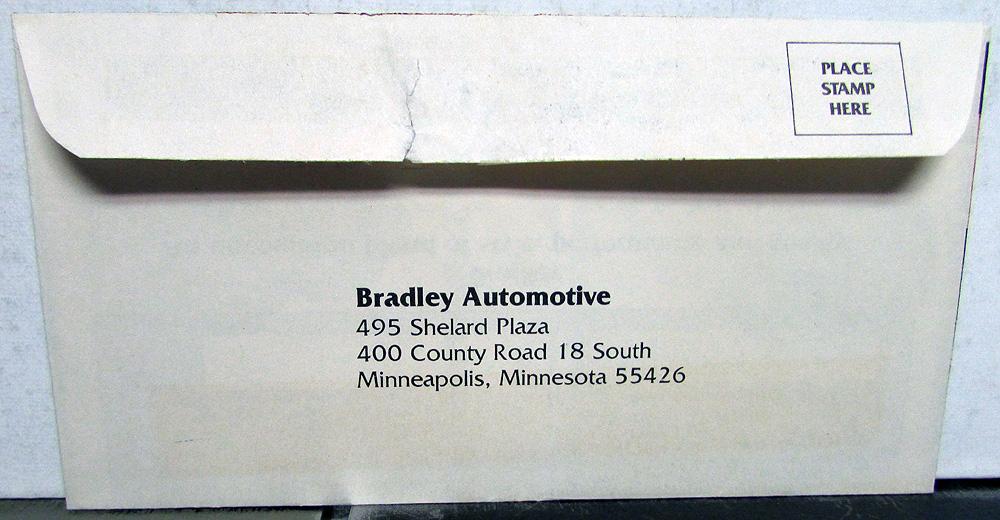 PLACE
STAMP
HERE
Bradley Automotive
495 Shelard Plaza
400 County Road 18 South
Minneapolis, Minnesota 55426